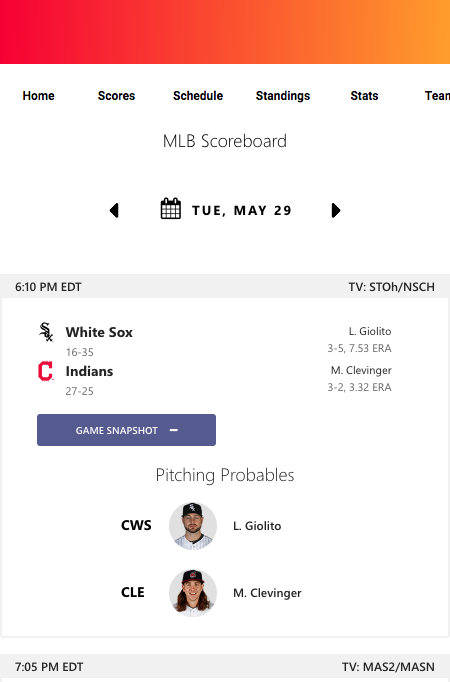 Home Scores Schedule Standings Stats Team
MLB Scoreboard
TUE, MAY 29
6:10 PM EDT TV: STOh/NSCH
White Sox L. Giolito
16-35 3-5, 7.53 ERA
Indians M. Clevinger
27-25 3-2, 3.32 ERA
GAME SNAPSHOT −
Pitching Probables
CWS L. Giolito
CLE M. Clevinger
7:05 PM EDT TV: MAS2/MASN